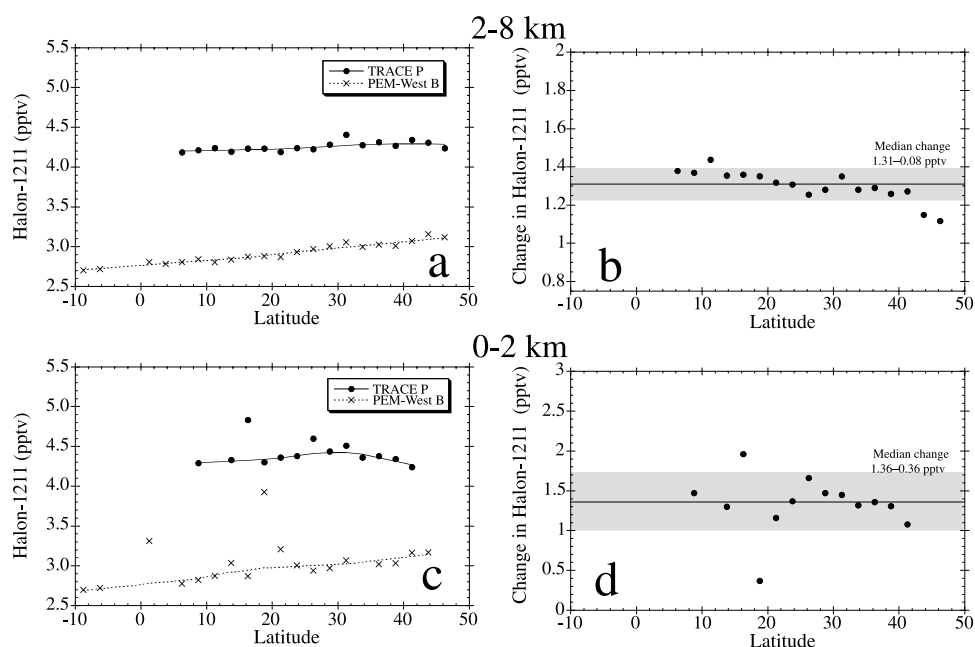 2-8 km
5.5
5.0
4.5
4.0
3.5
3.0
2.5
Halon-1211 (pptv)
TRACE P
PEM-West B
a
-10 0 10 20 30 40 50
Latitude
2
1.8
1.6
1.4
1.2
1
0.8
Change in Halon-1211 (pptv)
Median change
1.31–0.08 pptv
b
-10 0 10 20 30 40 50
Latitude
0-2 km
5.5
5.0
4.5
4.0
3.5
3.0
2.5
Halon-1211 (pptv)
TRACE P
PEM-West B
c
-10 0 10 20 30 40 50
Latitude
3
2.5
2
1.5
1
0.5
0
Change in Halon-1211 (pptv)
Median change
1.36–0.36 pptv
d
-10 0 10 20 30 40 50
Latitude